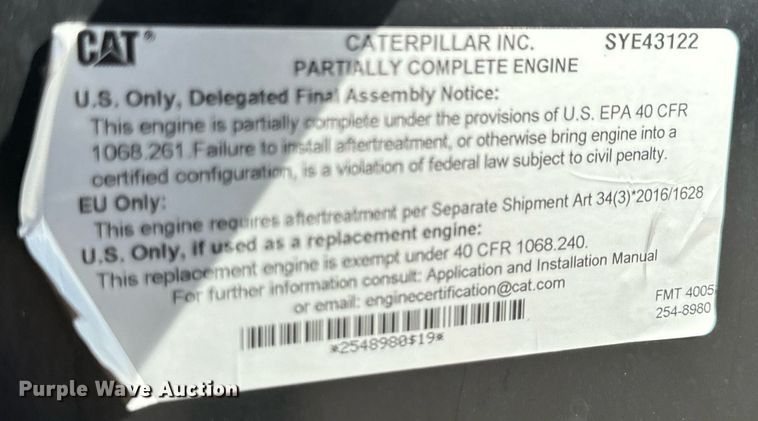 CAT® CATERPILLAR INC. SYE43122
PARTIALLY COMPLETE ENGINE
U.S. Only, Delegated Final Assembly Notice:
This engine is partially complete under the provisions of U.S. EPA 40 CFR
1068.261.Failure to install aftertreatment, or otherwise bring engine into a
certified configuration, is a violation of federal law subject to civil penalty.
EU Only:
This engine requires aftertreatment per Separate Shipment Art 34(3)*2016/1628
U.S. Only, if used as a replacement engine:
This replacement engine is exempt under 40 CFR 1068.240.
For further information consult: Application and Installation Manual
or email: enginecertification@cat.com
FMT 4005
254-8980
*2548980$19*
Purple Wave Auction